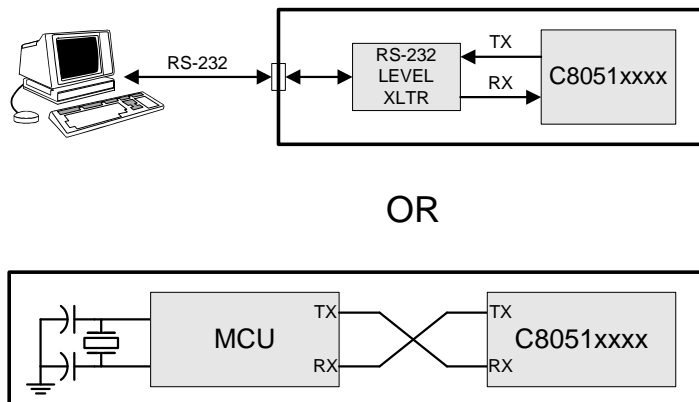 RS-232
RS-232
LEVEL
XLTR
TX
RX
C8051xxxx
OR
MCU
TX
RX
TX
RX
C8051xxxx